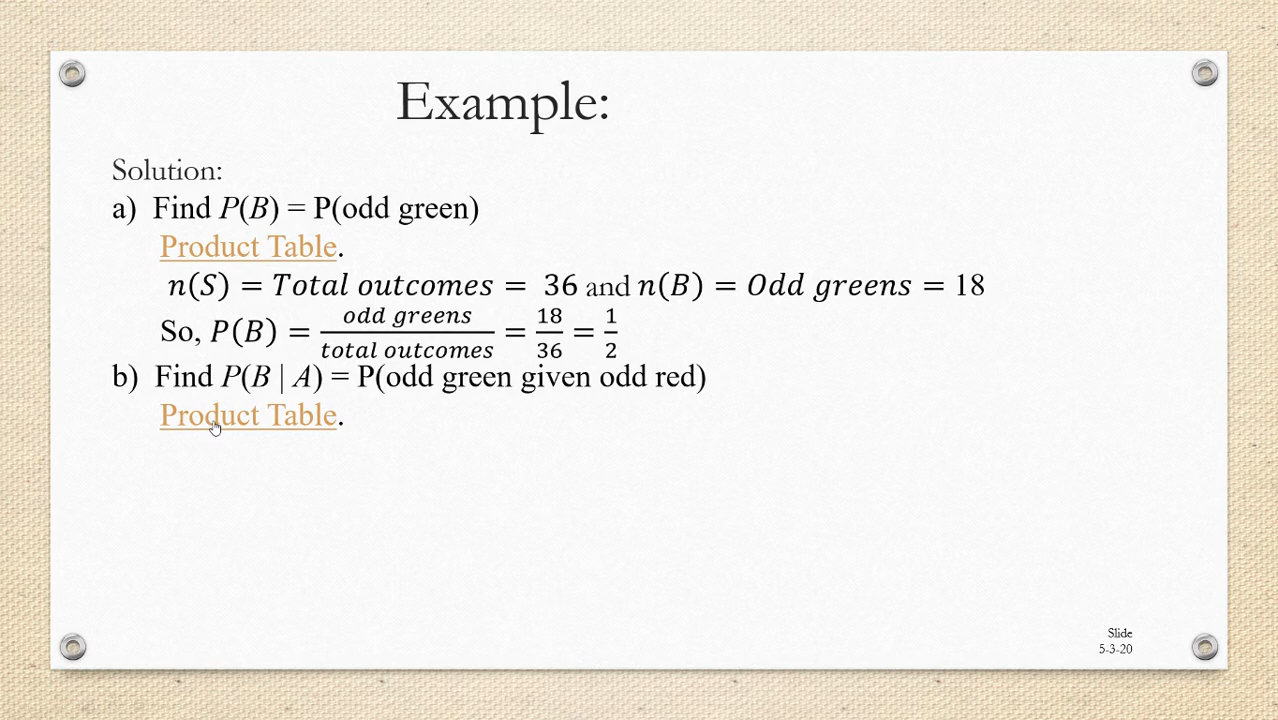 Example:
Solution:
a) Find P(B) = P(odd green)
Product Table.
n(S) = Total outcomes = 36 and n(B) = Odd greens = 18
So, P(B) = odd greens/total outcomes = 18/36 = 1/2
b) Find P(B | A) = P(odd green given odd red)
Product Table.
Slide
5-3-20